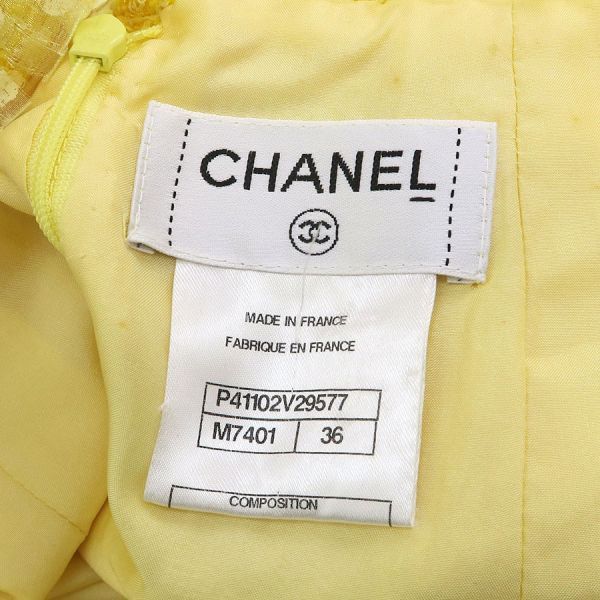 CHANEL
MADE IN FRANCE
FABRIQUE EN FRANCE
P41102V29577
M7401 36
COMPOSITION